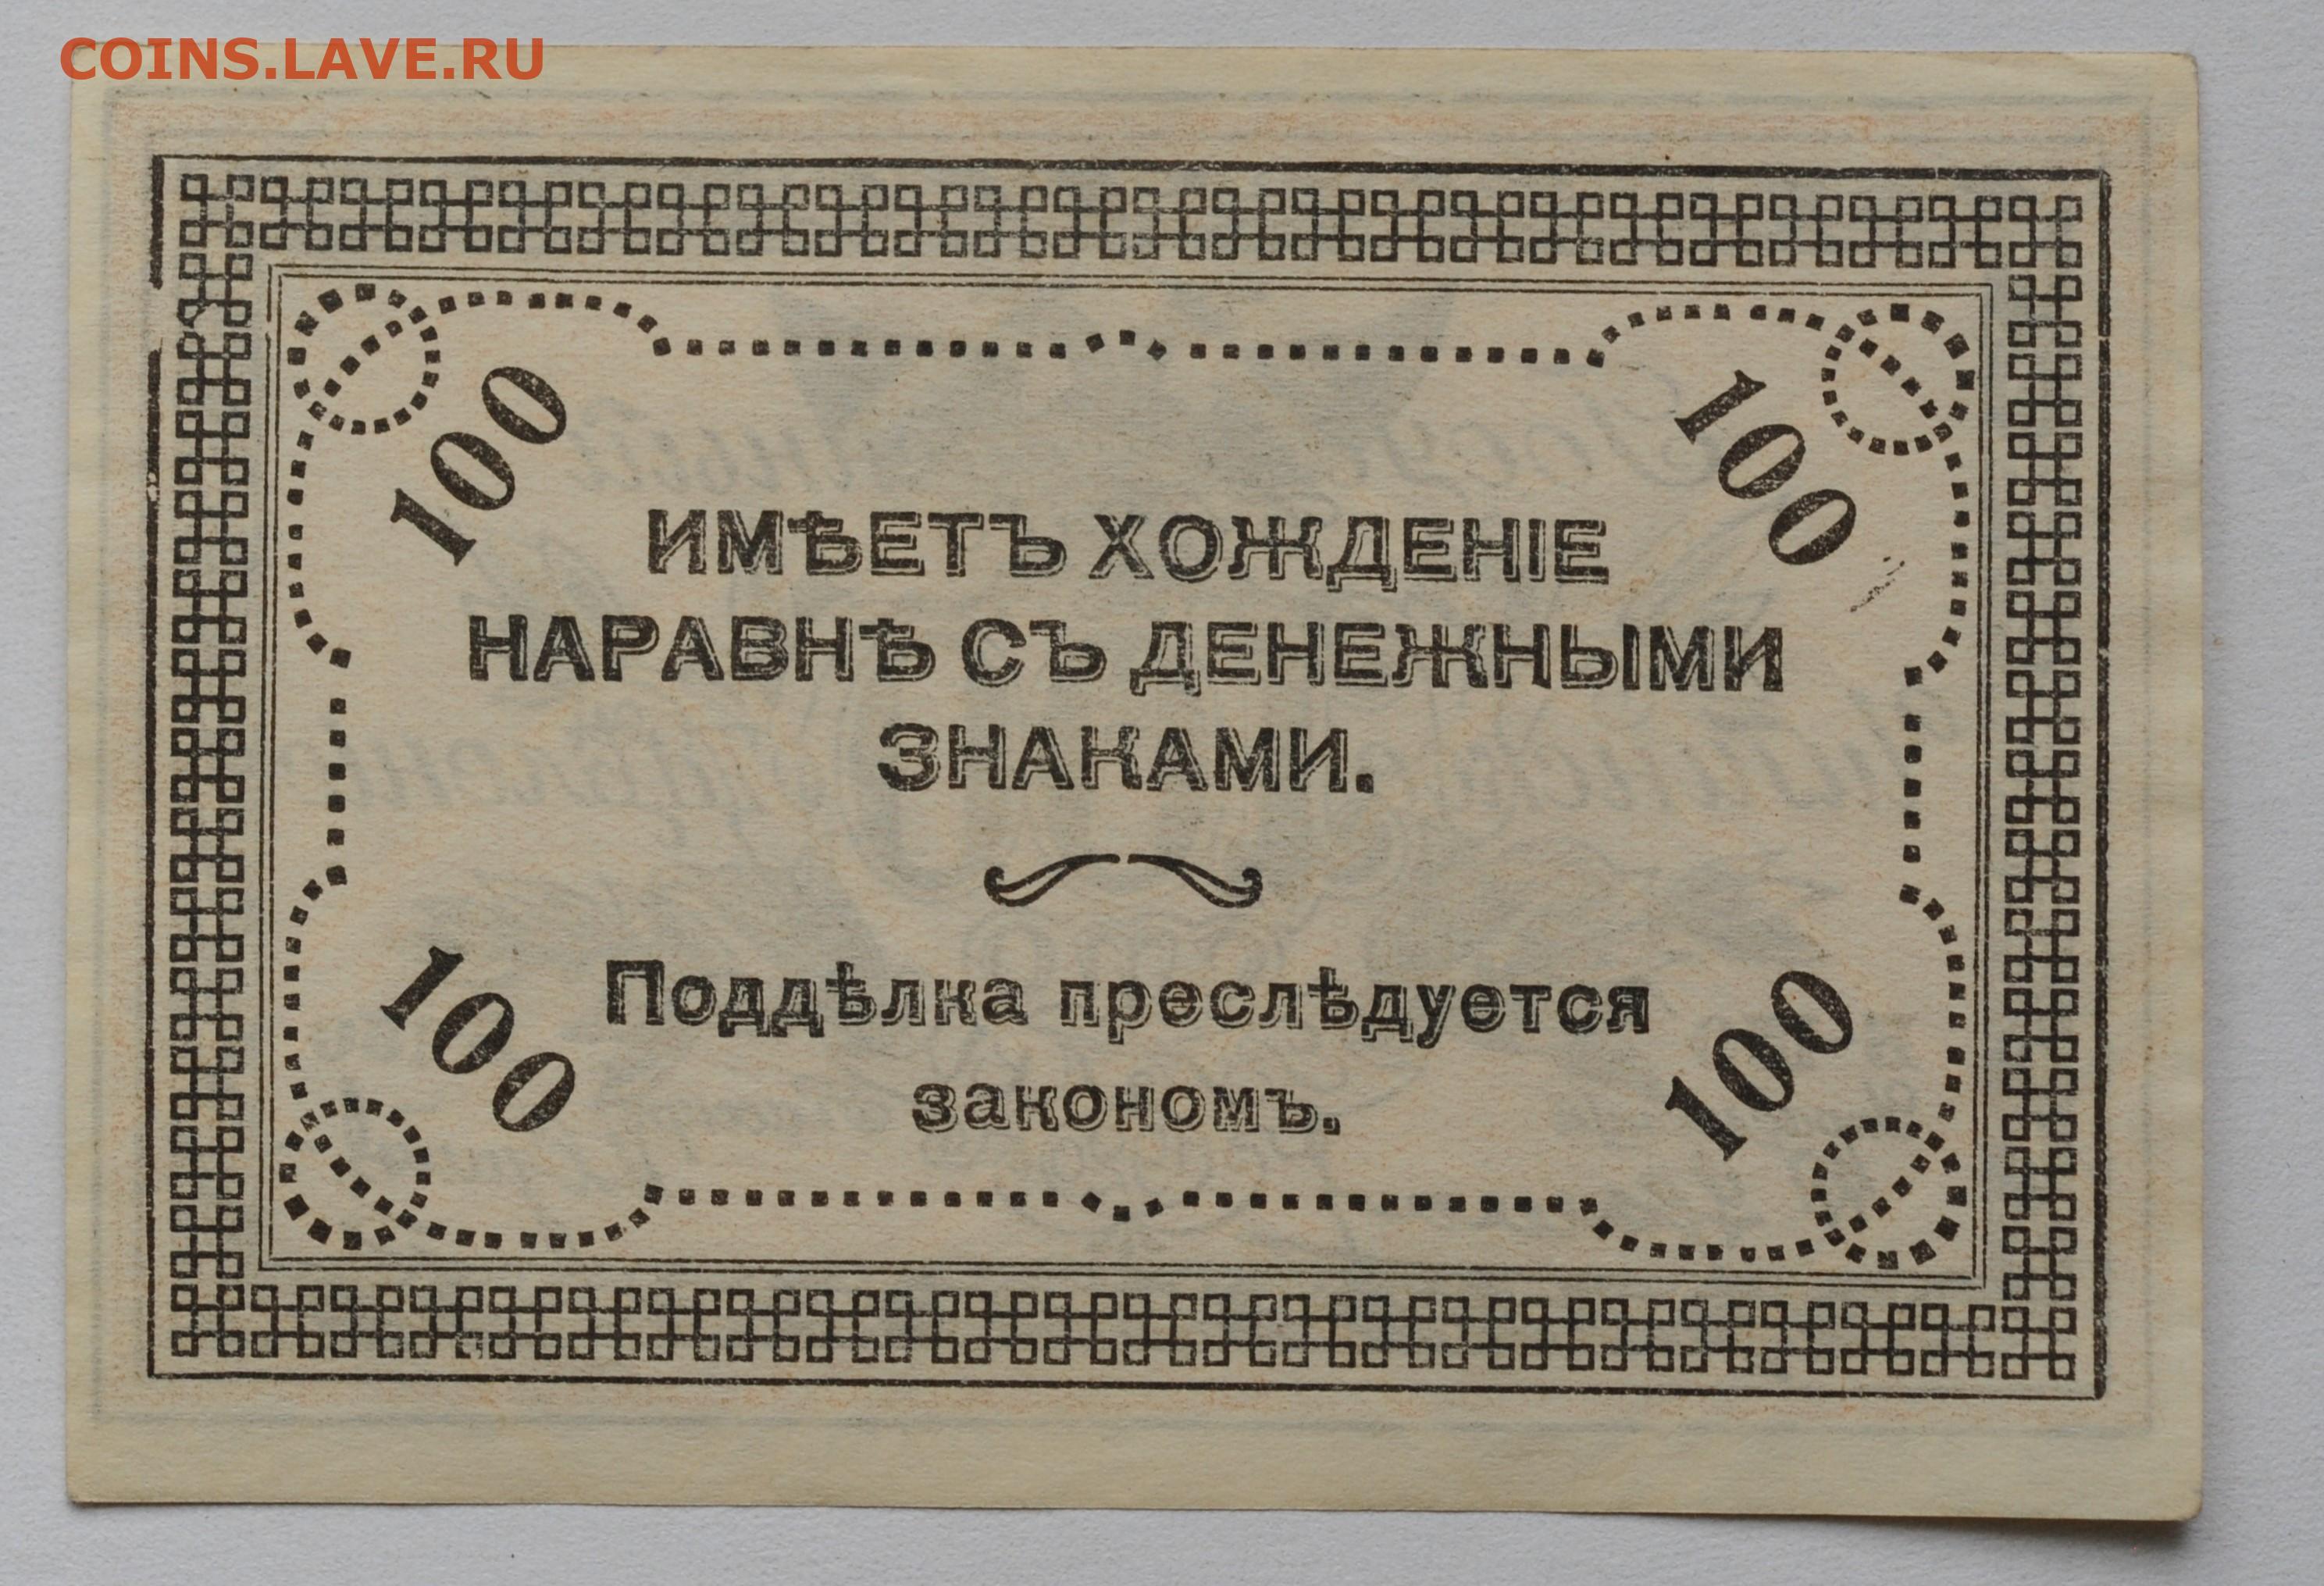 COINS.LAVE.RU
100
100
ИМѢЕТЪ ХОЖДЕНІЕ
НАРАВНѢ СЪ ДЕНЕЖНЫМИ
ЗНАКАМИ.
Поддѣлка преслѣдуется
закономъ.
100
100